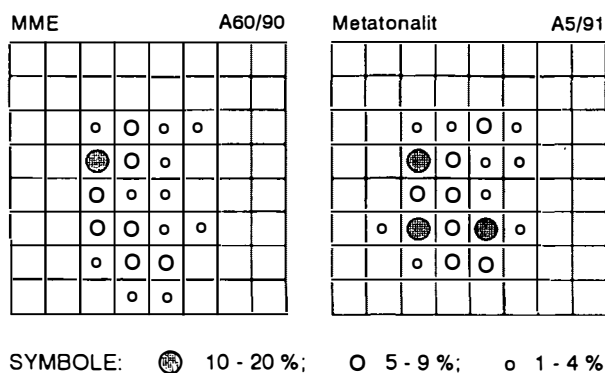 MME A60/90
Metatonalit A5/91
SYMBOLE: 10 - 20 %; 5 - 9 %; 1 - 4 %